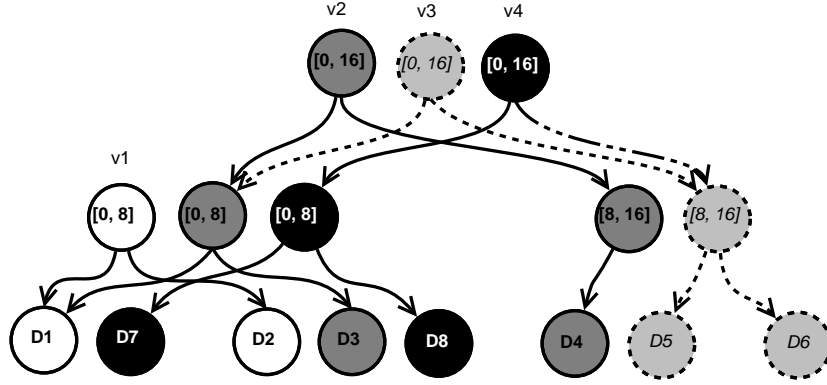 v2 v3 v4
[0, 16] [0, 16] [0, 16]
v1
[0, 8] [0, 8] [0, 8] [8, 16] [8, 16]
D1 D7 D2 D3 D8 D4 D5 D6